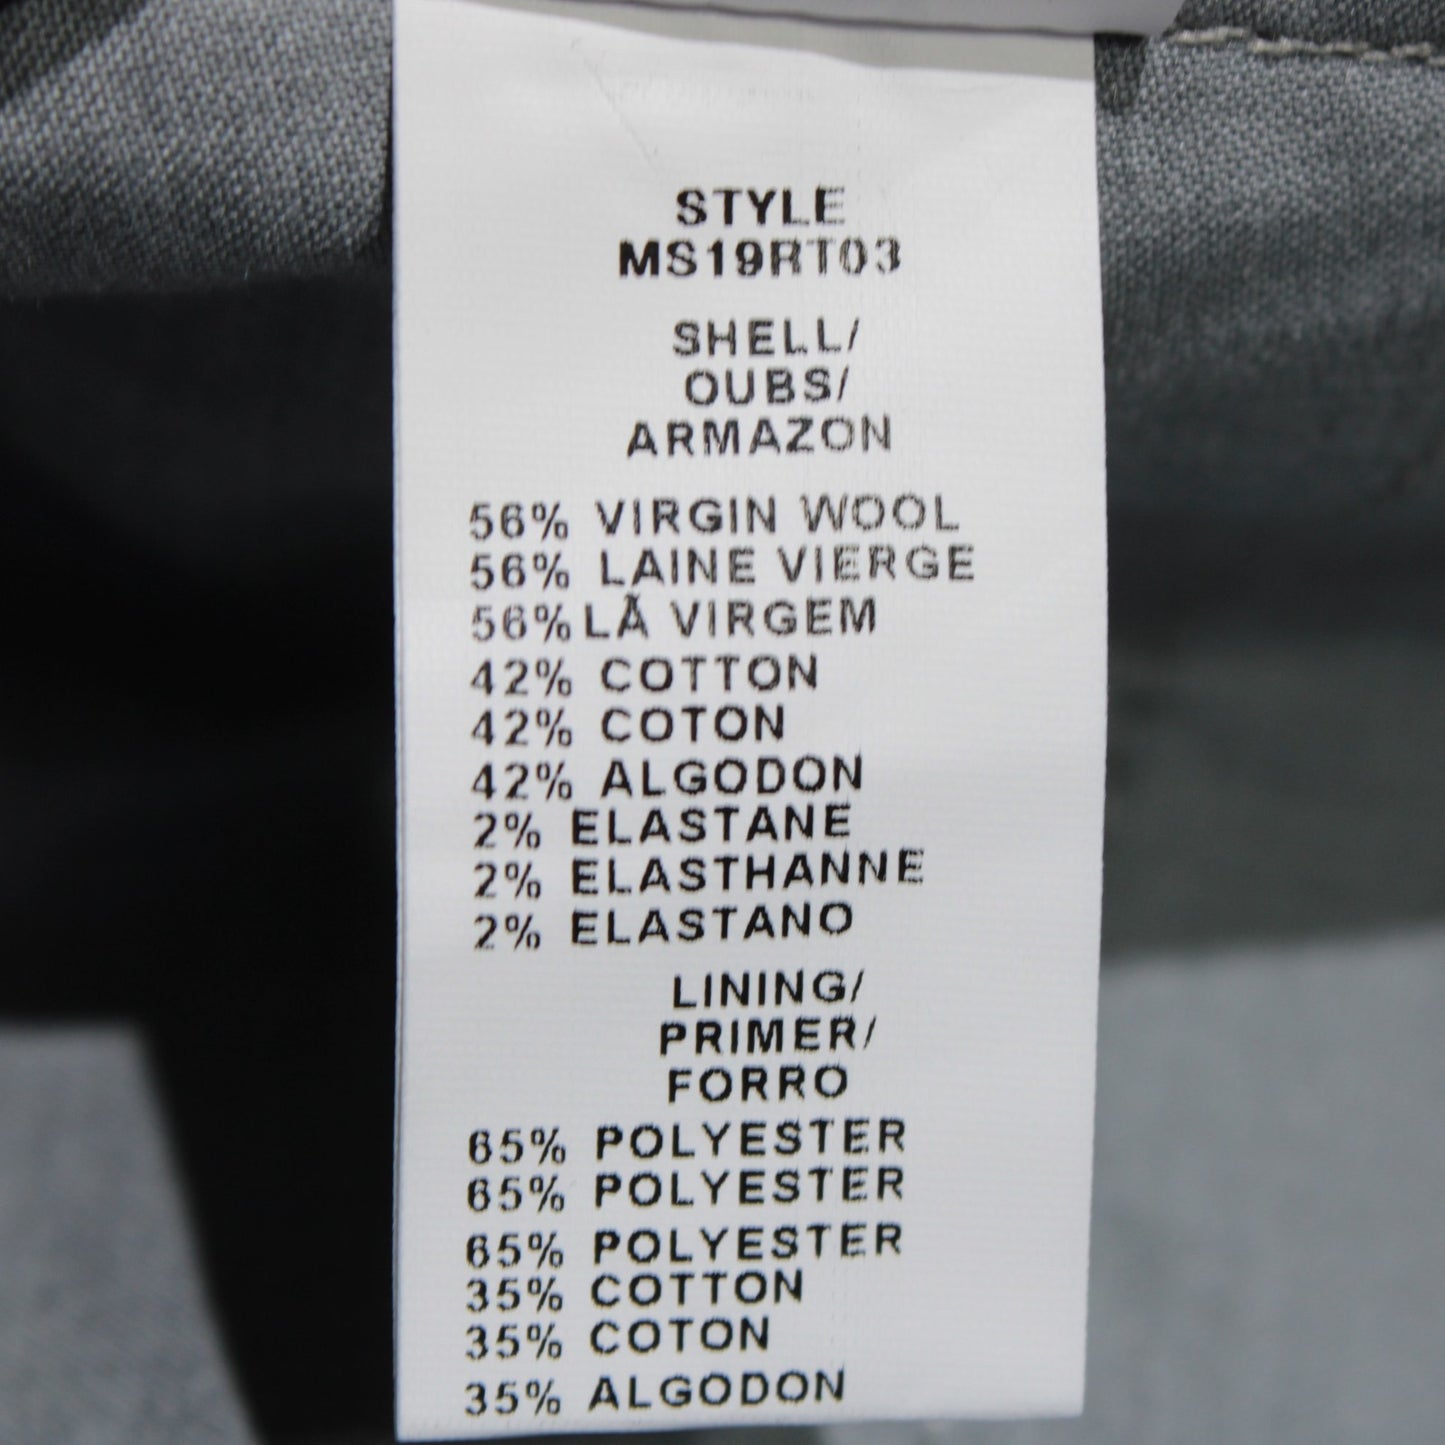 STYLE
MS19RT03
SHELL/
OUBS/
ARMAZON
56% VIRGIN WOOL
56% LAINE VIERGE
56% LÃ VIRGEM
42% COTTON
42% COTON
42% ALGODON
2% ELASTANE
2% ELASTHANNE
2% ELASTANO
LINING/
PRIMER/
FORRO
65% POLYESTER
65% POLYESTER
65% POLYESTER
35% COTTON
35% COTON
35% ALGODON